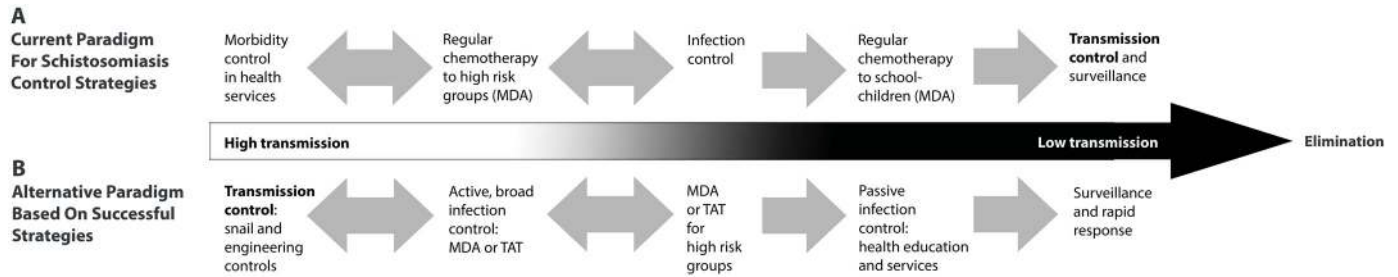 A
Current Paradigm
For Schistosomiasis
Control Strategies
Morbidity
control
in health
services
Regular
chemotherapy
to high risk
groups (MDA)
Infection
control
Regular
chemotherapy
to school-
children (MDA)
Transmission
control and
surveillance
High transmission
Low transmission
Elimination
B
Alternative Paradigm
Based On Successful
Strategies
Transmission
control:
snail and
engineering
controls
Active, broad
infection
control:
MDA or TAT
MDA
or TAT
for
high risk
groups
Passive
infection
control:
health education
and services
Surveillance
and rapid
response